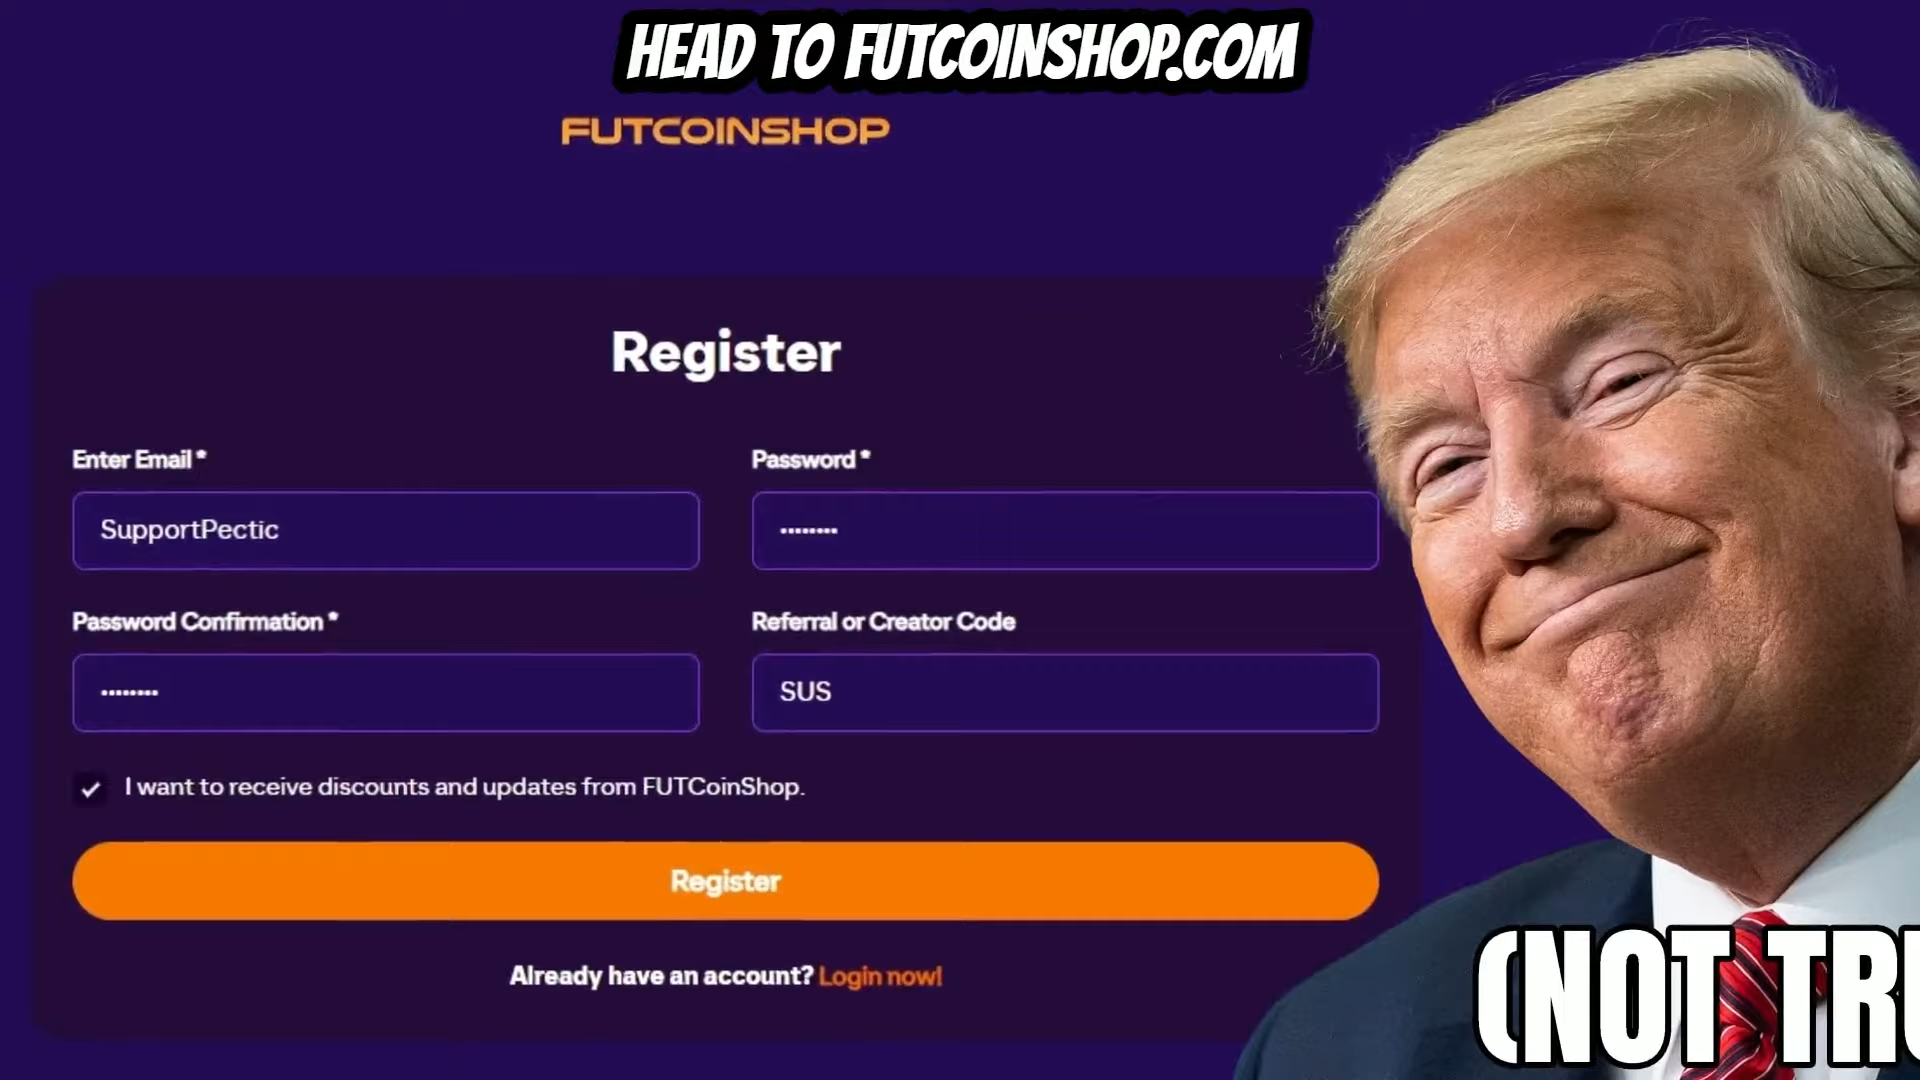 HEAD TO FUTCOINSHOP.COM
FUTCOINSHOP
Register
Enter Email *
Password *
SupportPectic
••••••••
Password Confirmation *
Referral or Creator Code
••••••••
SUS
I want to receive discounts and updates from FUTCoinShop.
Register
Already have an account? Login now!
(NOT TRU